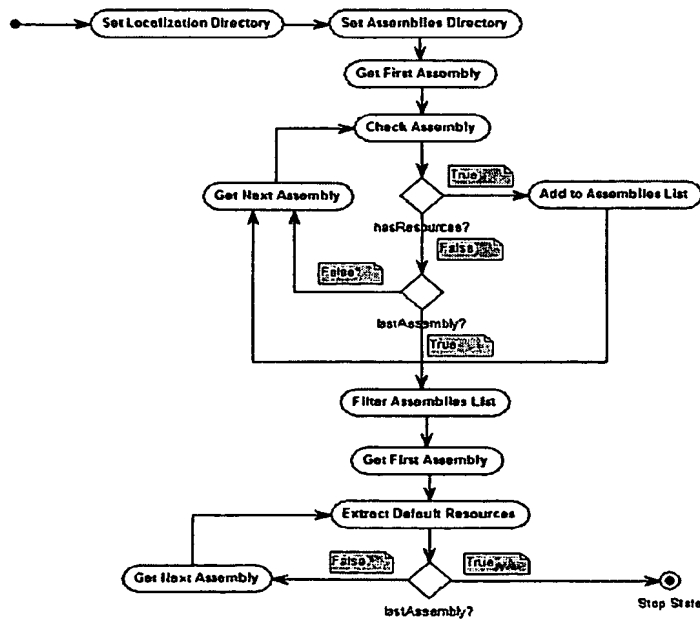 Set Localization Directory
Set Assemblies Directory
Get First Assembly
Check Assembly
True
Get Next Assembly
Add to Assemblies List
hasResources?
False
False
lastAssembly?
True
Filter Assemblies List
Get First Assembly
Extract Default Resources
False
True
Get Next Assembly
lastAssembly?
Stop State